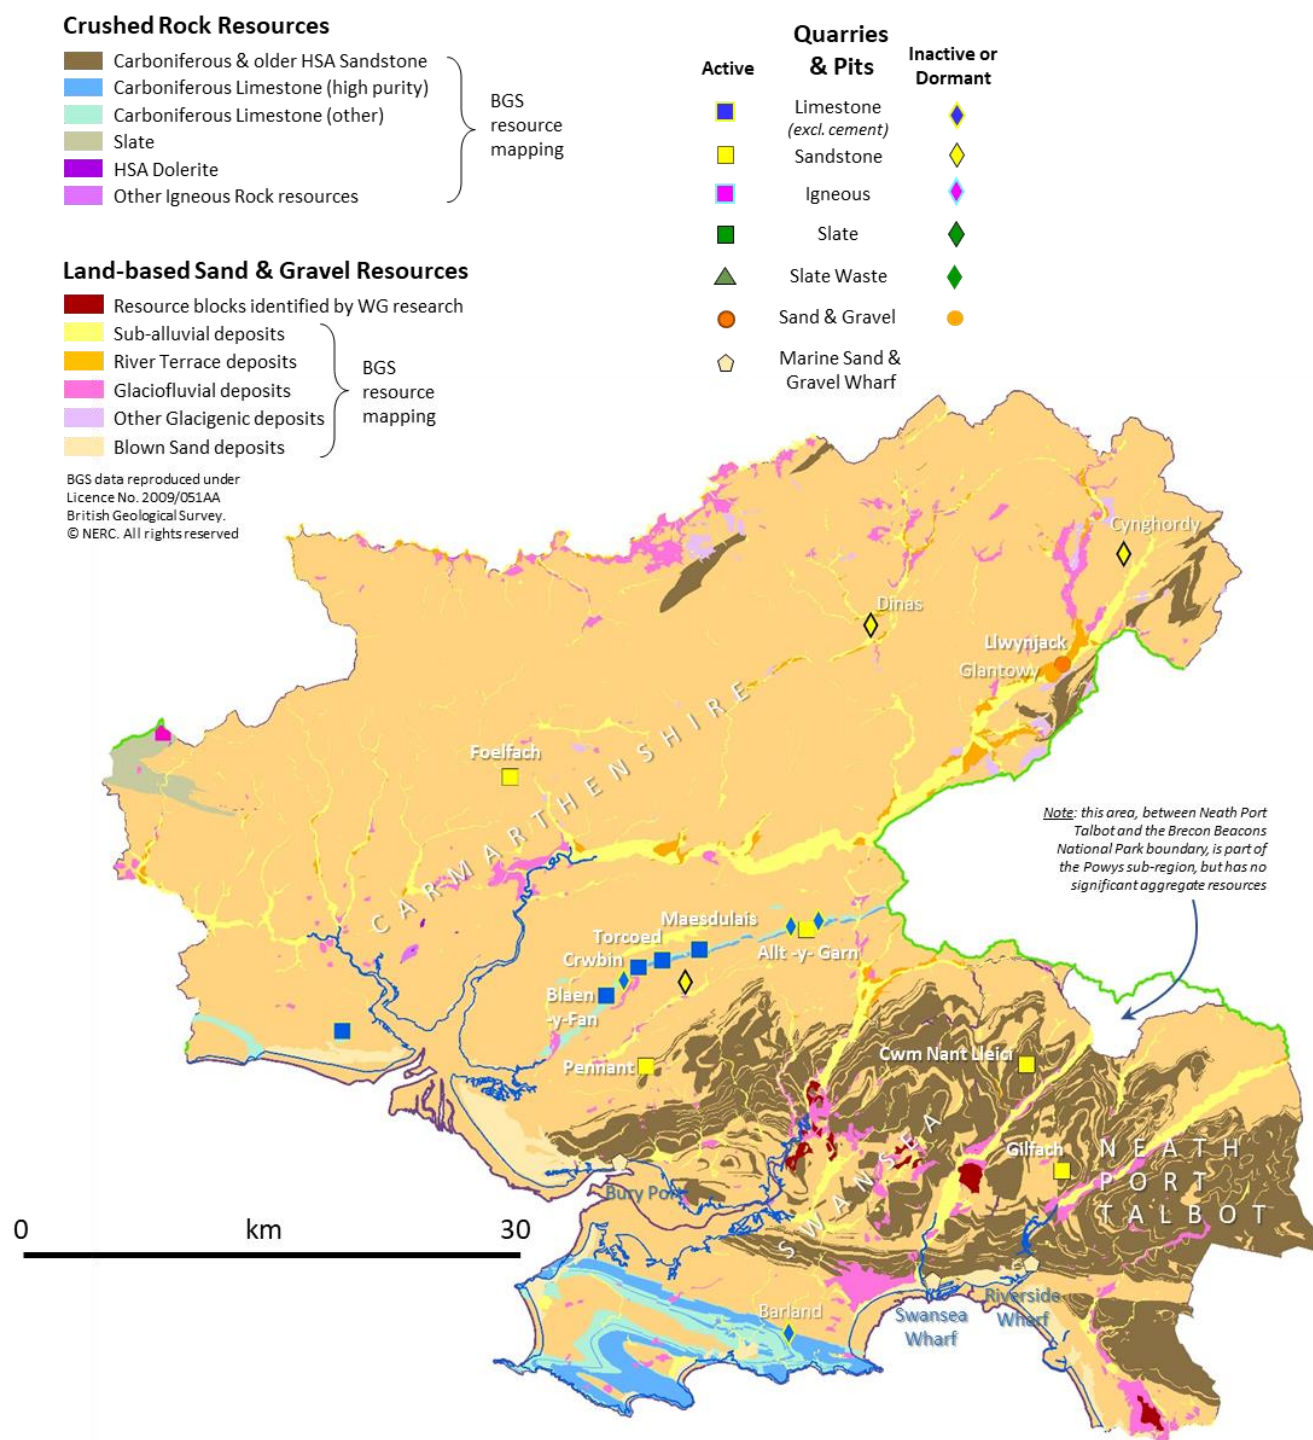 Crushed Rock Resources
Carboniferous & older HSA Sandstone
Carboniferous Limestone (high purity)
Carboniferous Limestone (other)
Slate
HSA Dolerite
Other Igneous Rock resources
BGS
resource
mapping
Land-based Sand & Gravel Resources
Resource blocks identified by WG research
Sub-alluvial deposits
River Terrace deposits
Glaciofluvial deposits
Other Glacigenic deposits
Blown Sand deposits
BGS
resource
mapping
BGS data reproduced under
Licence No. 2009/051AA
British Geological Survey.
© NERC. All rights reserved
Quarries
& Pits
Active
Inactive or
Dormant
Limestone
(excl. cement)
Sandstone
Igneous
Slate
Slate Waste
Sand & Gravel
Marine Sand &
Gravel Wharf
Cynghordy
Dinas
Llwynjack
Glantowy
Foelfach
CARMARTHENSHIRE
Note: this area, between Neath Port
Talbot and the Brecon Beacons
National Park boundary, is part of
the Powys sub-region, but has no
significant aggregate resources
Maesdulais
Torcoed
Crwbin
Allt -y- Garn
Blaen
-y-Fan
Pennant
Cwm Nant Lleici
Gilfach
NEATH
PORT
TALBOT
SWANSEA
Bury Port
0 km 30
Barland
Swansea
Wharf
Riverside
Wharf